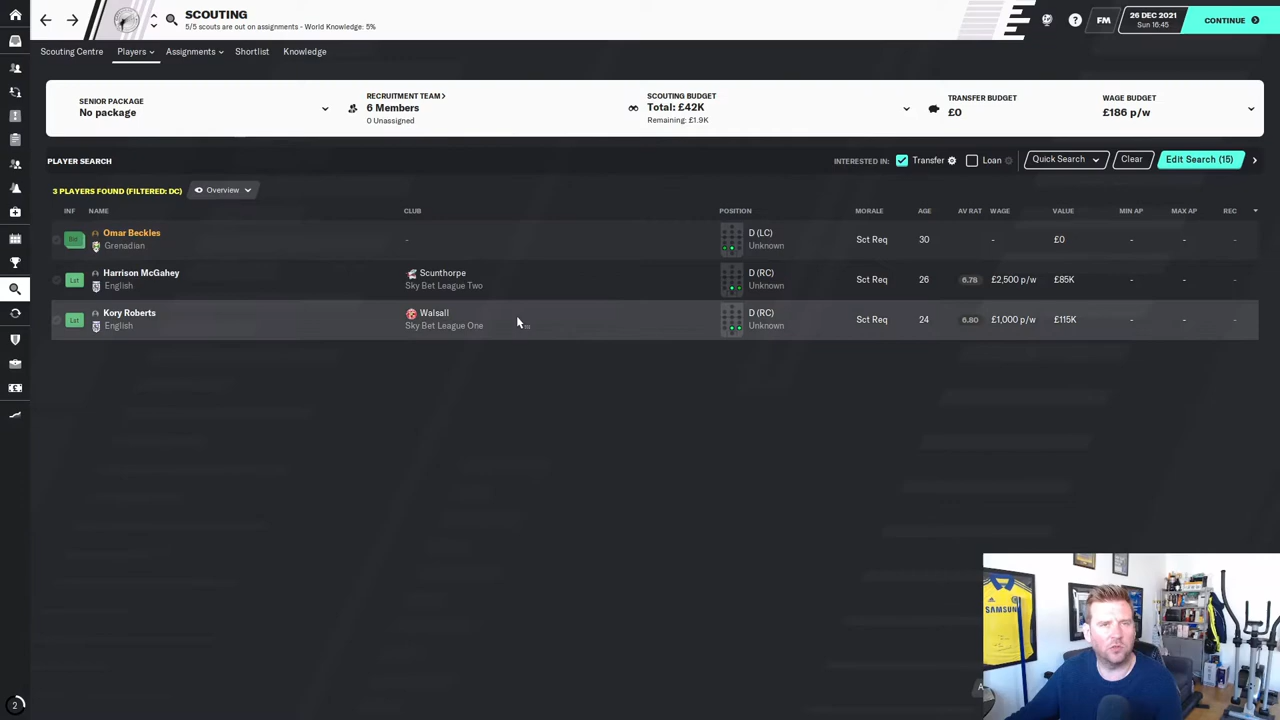 SCOUTING
5/5 scouts are out on assignments - World Knowledge: 5%
FM
26 DEC 2021
Sun 16:45
CONTINUE
Scouting Centre
Players
Assignments
Shortlist
Knowledge
SENIOR PACKAGE
No package
RECRUITMENT TEAM >
6 Members
0 Unassigned
SCOUTING BUDGET
Total: £42K
Remaining: £1.9K
TRANSFER BUDGET
£0
WAGE BUDGET
£186 p/w
PLAYER SEARCH
INTERESTED IN:
Transfer
Loan
Quick Search
Clear
Edit Search (15)
3 PLAYERS FOUND (FILTERED: DC)
Overview
INF NAME CLUB POSITION MORALE AGE AV RAT WAGE VALUE MIN AP MAX AP REC
Omar Beckles - D (LC) Sct Req 30 - £0 - - -
Grenadian Unknown
Lst Harrison McGahey Scunthorpe D (RC) Sct Req 26 6.78 £2,500 p/w £85K - - -
English Sky Bet League Two Unknown
Lst Kory Roberts Walsall D (RC) Sct Req 24 6.80 £1,000 p/w £115K - - -
English Sky Bet League One Unknown
SAMSUNG
2